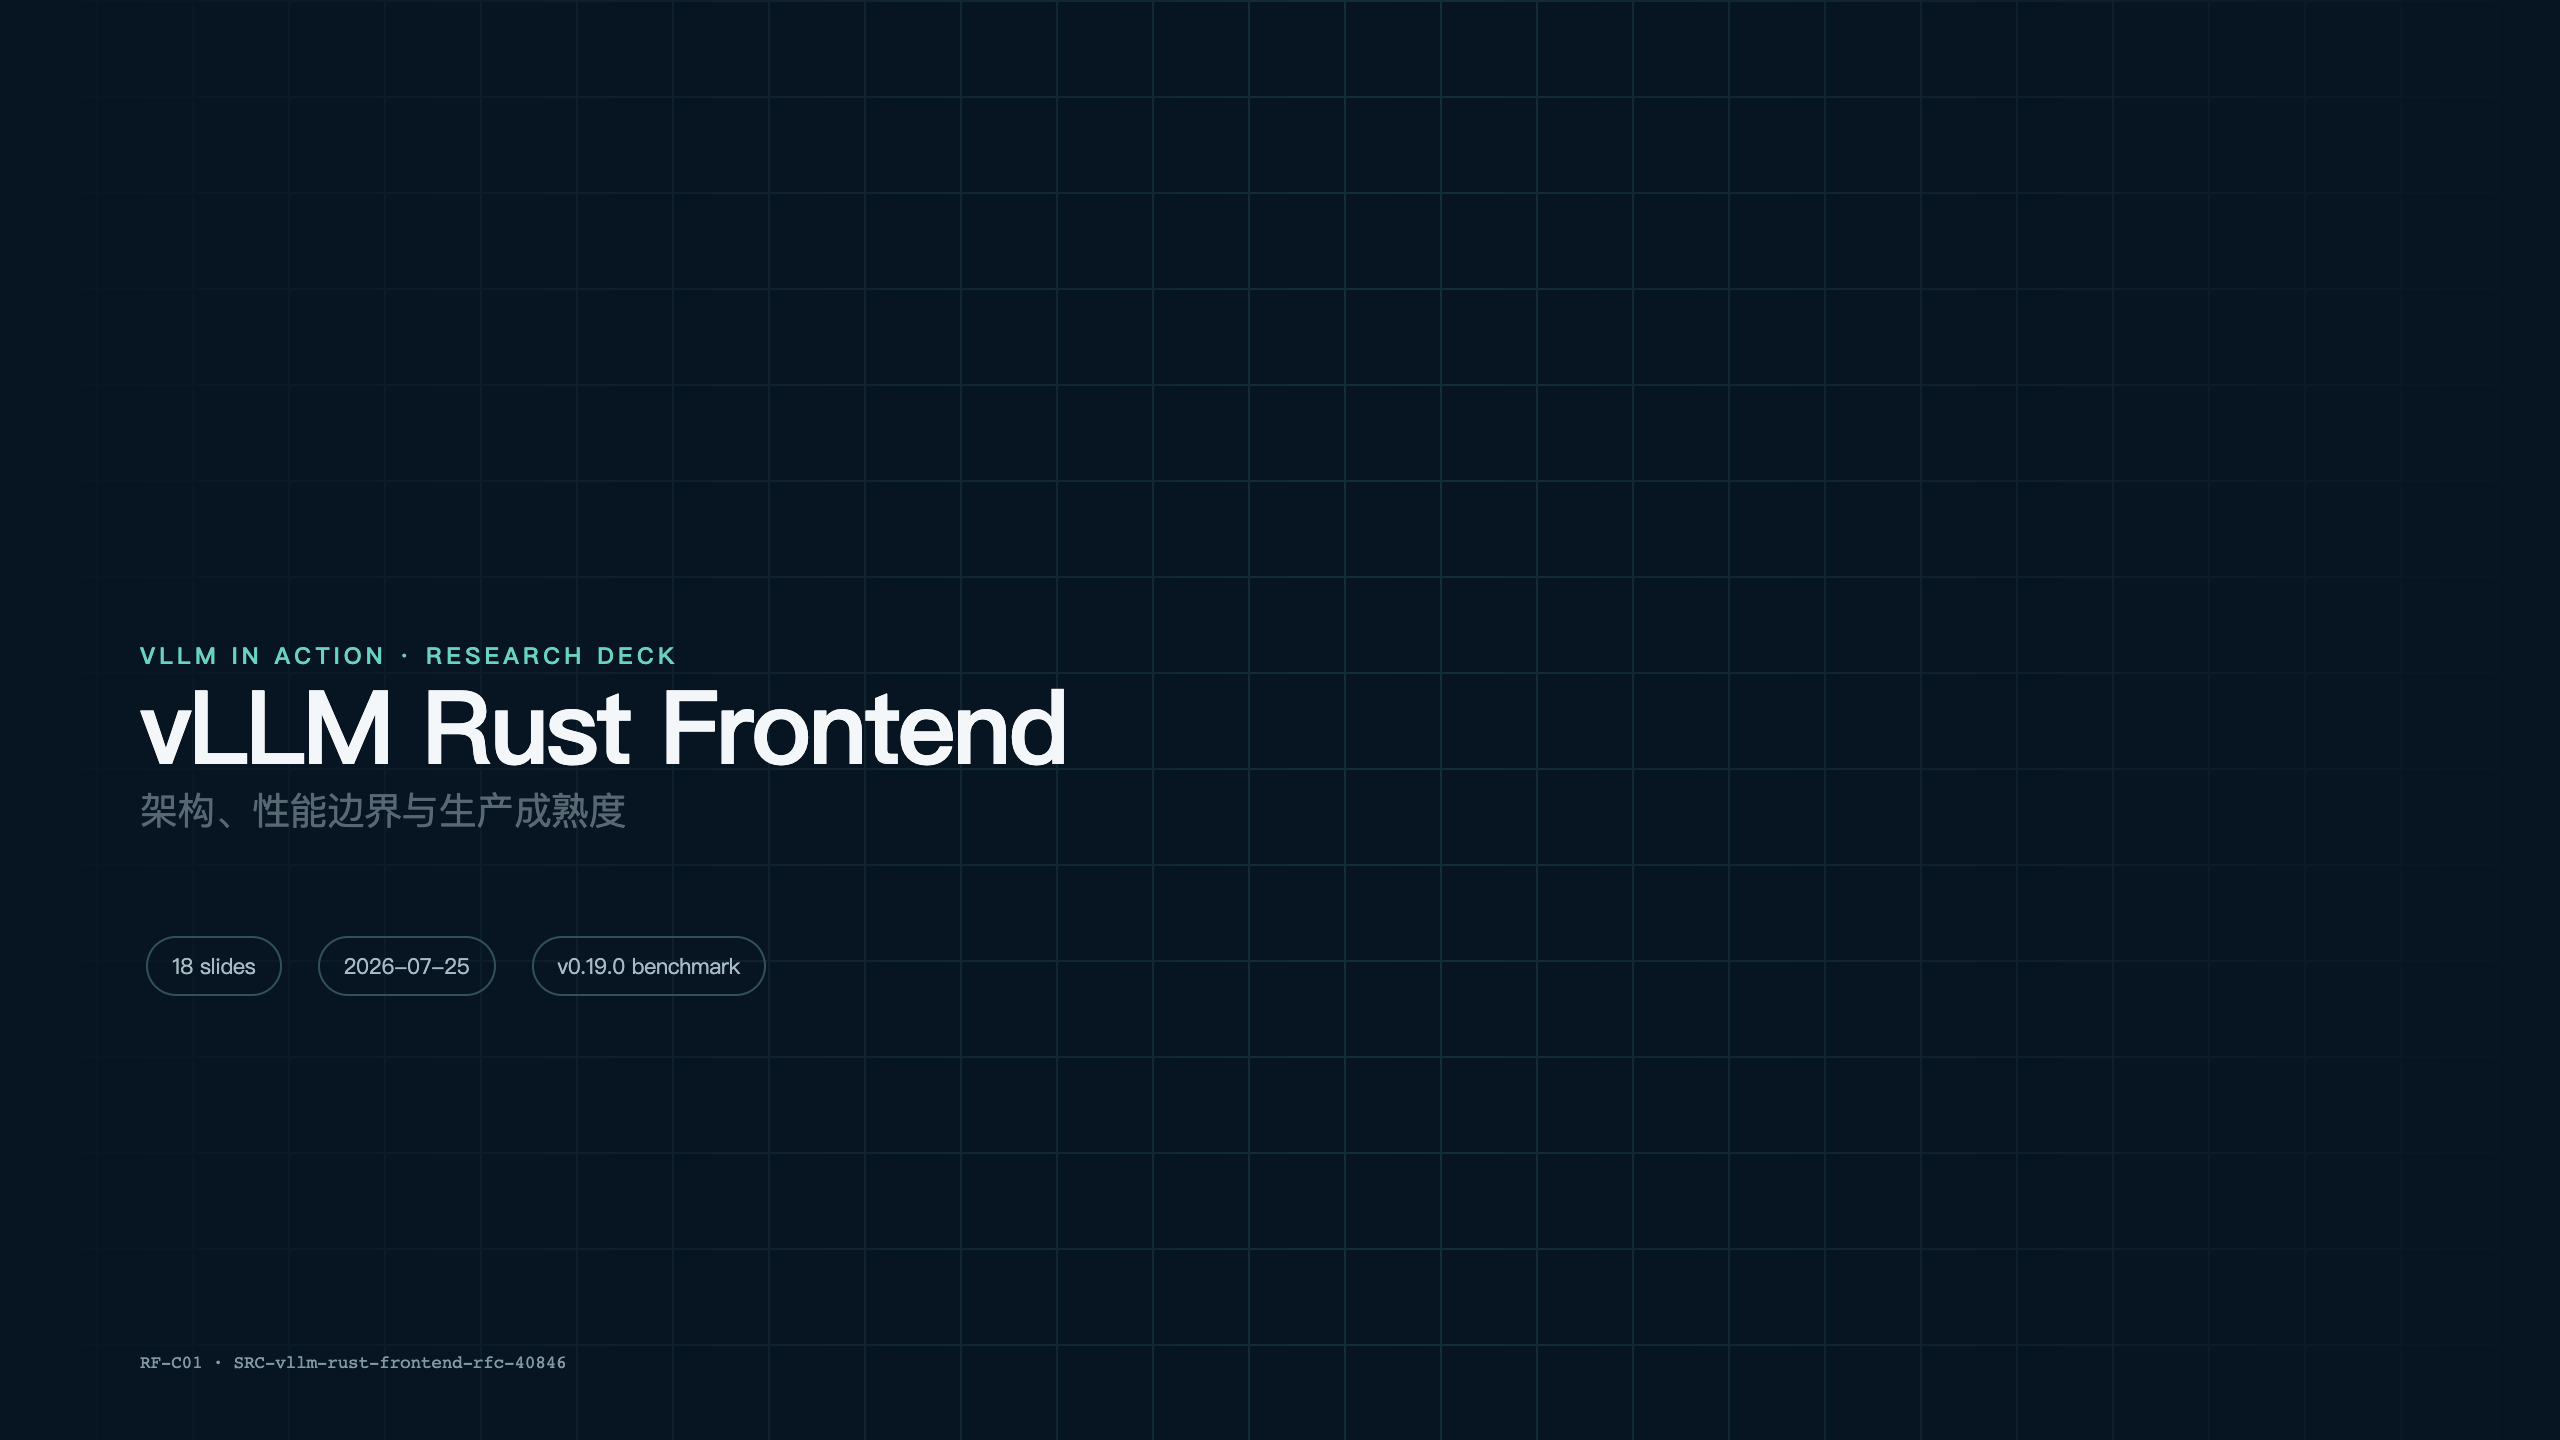 VLLM IN ACTION · RESEARCH DECK
vLLM Rust Frontend
架构、性能边界与生产成熟度
18 slides
2026-07-25
v0.19.0 benchmark
RF-C01 · SRC-vllm-rust-frontend-rfc-40846